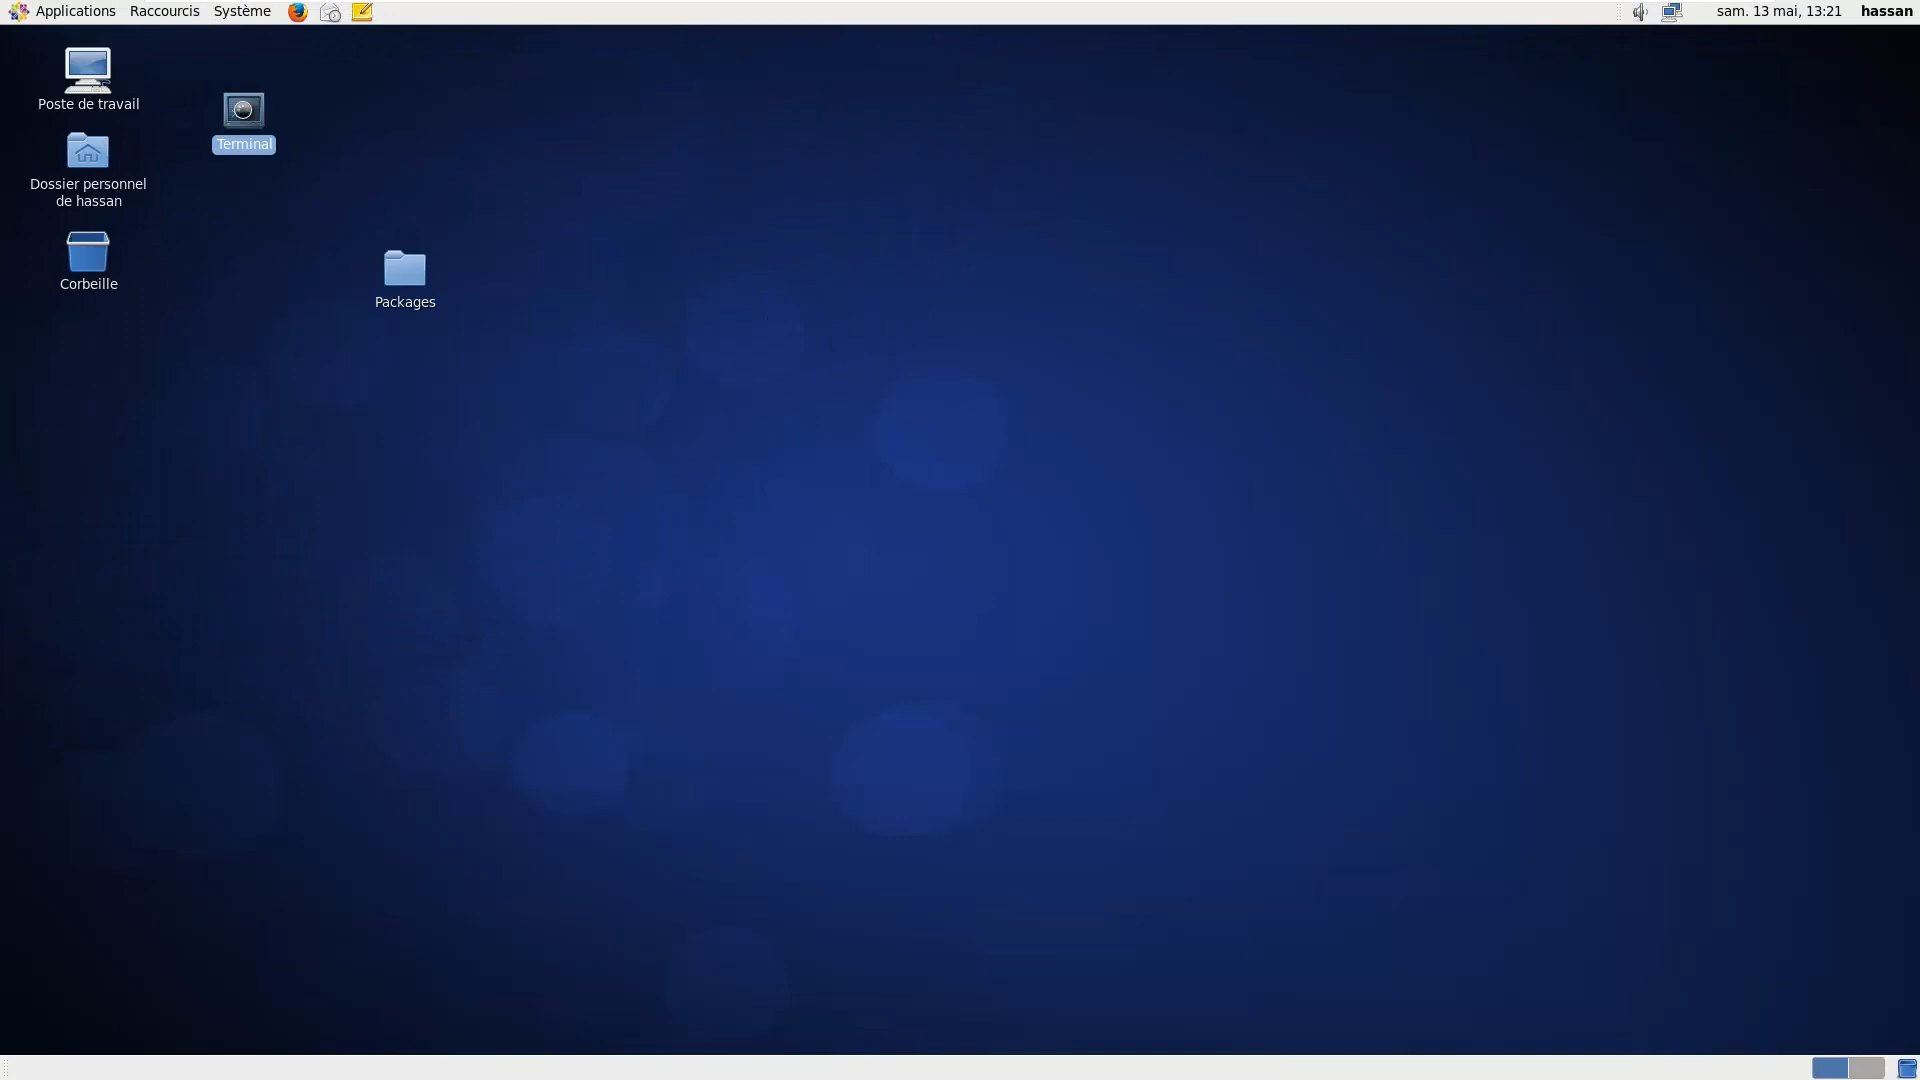 Applications Raccourcis Système sam. 13 mai, 13:21 hassan
Poste de travail
Terminal
Dossier personnel
de hassan
Corbeille
Packages